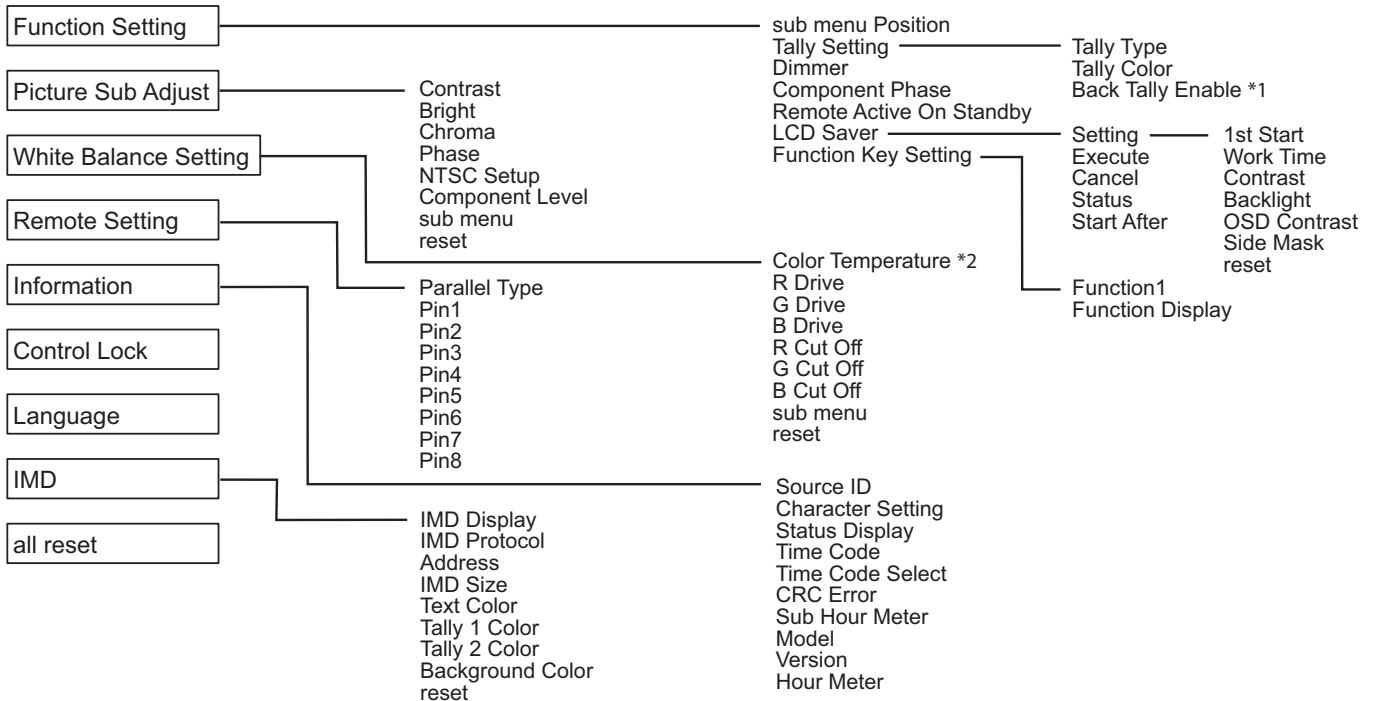 Function Setting
Picture Sub Adjust
White Balance Setting
Remote Setting
Information
Control Lock
Language
IMD
all reset
Contrast
Bright
Chroma
Phase
NTSC Setup
Component Level
sub menu
reset
Parallel Type
Pin1
Pin2
Pin3
Pin4
Pin5
Pin6
Pin7
Pin8
IMD Display
IMD Protocol
Address
IMD Size
Text Color
Tally 1 Color
Tally 2 Color
Background Color
reset
sub menu Position
Tally Setting
Dimmer
Component Phase
Remote Active On Standby
LCD Saver
Function Key Setting
Color Temperature *2
R Drive
G Drive
B Drive
R Cut Off
G Cut Off
B Cut Off
sub menu
reset
Source ID
Character Setting
Status Display
Time Code
Time Code Select
CRC Error
Sub Hour Meter
Model
Version
Hour Meter
Tally Type
Tally Color
Back Tally Enable *1
Setting
Execute
Cancel
Status
Start After
Function1
Function Display
1st Start
Work Time
Contrast
Backlight
OSD Contrast
Side Mask
reset